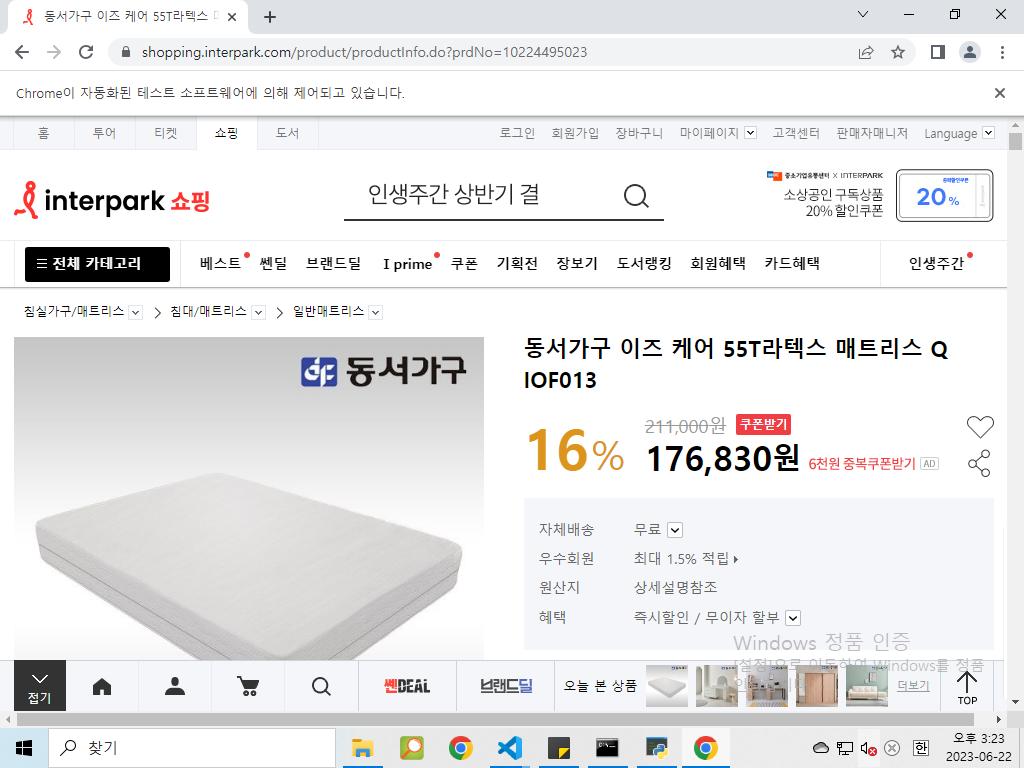 동서가구 이즈 케어 55T라텍스
shopping.interpark.com/product/productInfo.do?prdNo=10224495023
Chrome이 자동화된 테스트 소프트웨어에 의해 제어되고 있습니다.
홈 투어 티켓 쇼핑 도서 로그인 회원가입 장바구니 마이페이지 고객센터 판매자매니저 Language
interpark 쇼핑
인생주간 상반기 결
중소기업유통센터 X INTERPARK
소상공인 구독상품
20% 할인쿠폰
20%
전체 카테고리 베스트 쎈딜 브랜드딜 I prime 쿠폰 기획전 장보기 도서랭킹 회원혜택 카드혜택 인생주간
침실가구/매트리스 침대/매트리스 일반매트리스
동서가구
동서가구 이즈 케어 55T라텍스 매트리스 Q
IOF013
16%
211,000원 쿠폰받기
176,830원 6천원 중복쿠폰받기 AD
자체배송 무료
우수회원 최대 1.5% 적립
원산지 상세설명참조
혜택 즉시할인 / 무이자 할부
Windows 정품 인증
[설정]으로 이동하여 Windows를 정품
접기 쎈DEAL 브랜드딜 오늘 본 상품 더보기 TOP
찾기
한
오후 3:23
2023-06-22